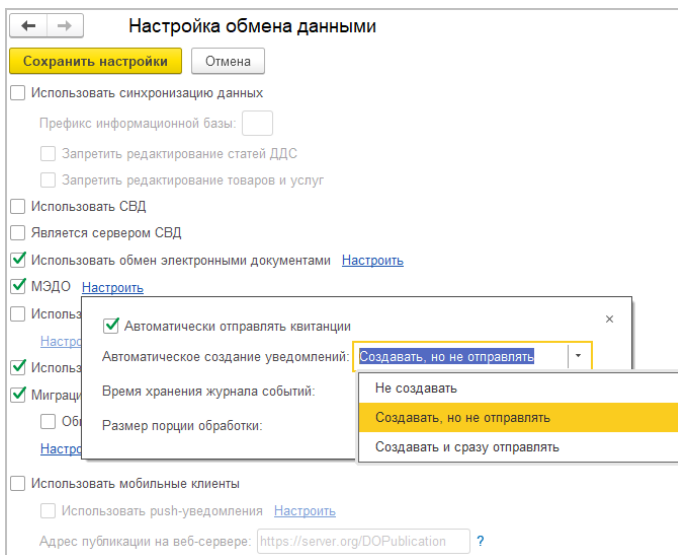 Настройка обмена данными
Сохранить настройки Отмена
Использовать синхронизацию данных
Префикс информационной базы:
Запретить редактирование статей ДДС
Запретить редактирование товаров и услуг
Использовать СВД
Является сервером СВД
Использовать обмен электронными документами Настроить
МЭДО Настроить
Автоматически отправлять квитанции
Автоматическое создание уведомлений: Создавать, но не отправлять
Время хранения журнала событий: Не создавать
Создавать, но не отправлять
Размер порции обработки:
Создавать и сразу отправлять
Использовать мобильные клиенты
Использовать push-уведомления Настроить
Адрес публикации на веб-сервере: https://server.org/DOPublication ?